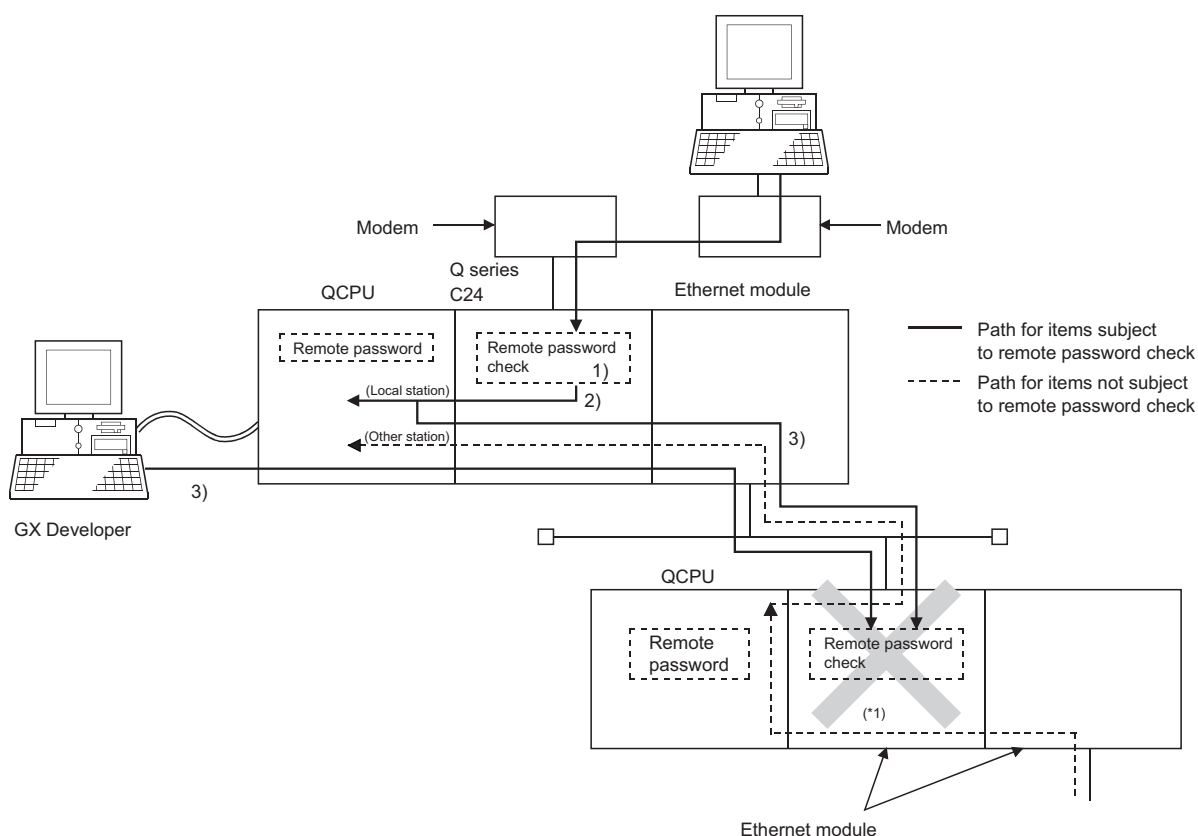 Modem
Modem
Q series
C24
QCPU
Ethernet module
Remote password
Remote password
check
1)
(Local station)
2)
(Other station)
3)
3)
GX Developer
Path for items subject
to remote password check
Path for items not subject
to remote password check
QCPU
Remote
password
Remote password
check
(*1)
Ethernet module